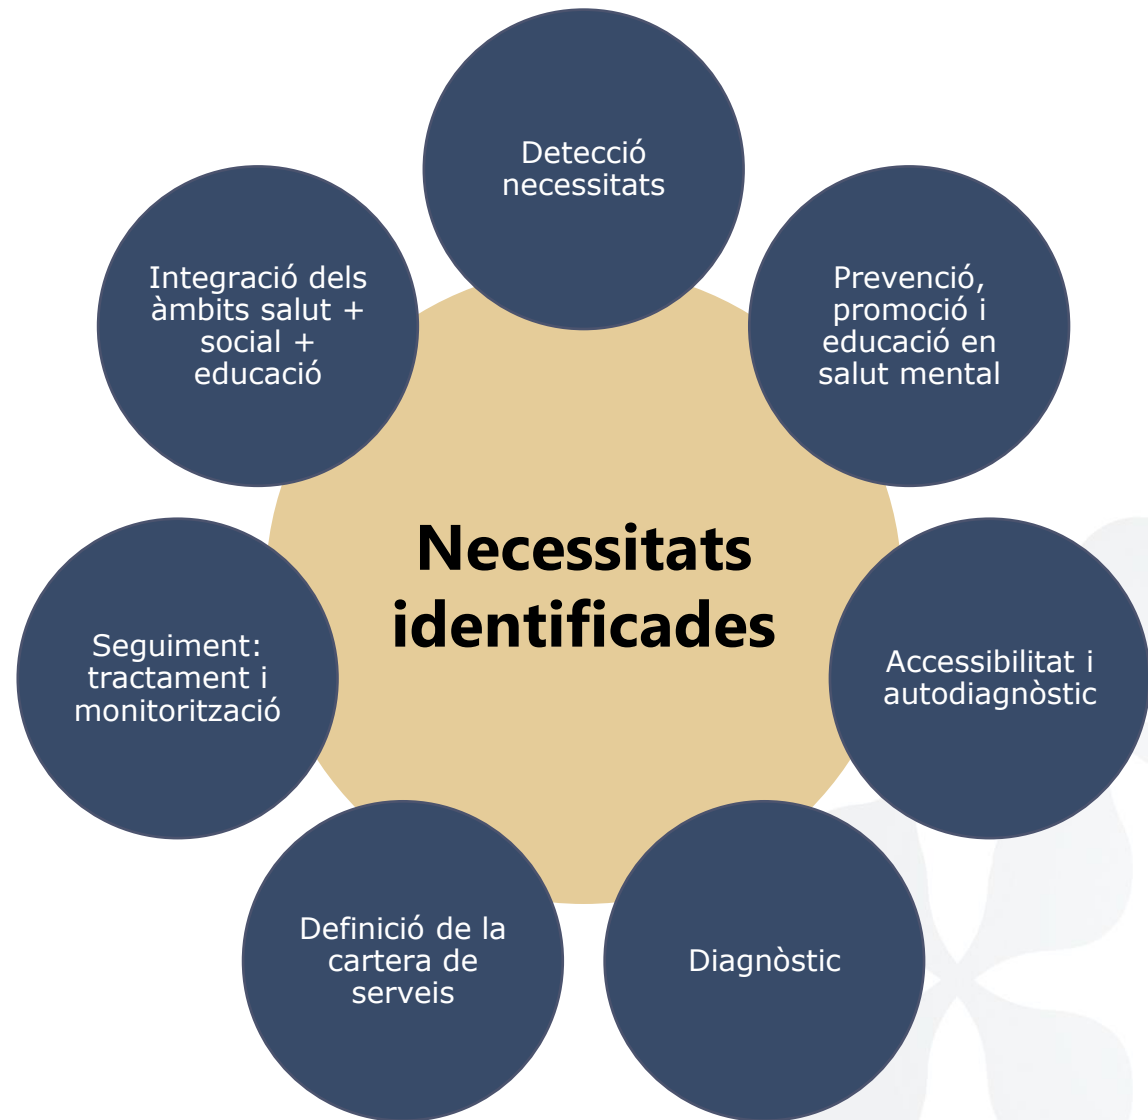 Detecció
necessitats
Prevenció,
promoció i
educació en
salut mental
Accessibilitat i
autodiagnòstic
Diagnòstic
Definició de la
cartera de
serveis
Seguiment:
tractament i
monitorització
Integració dels
àmbits salut +
social +
educació
Necessitats
identificades